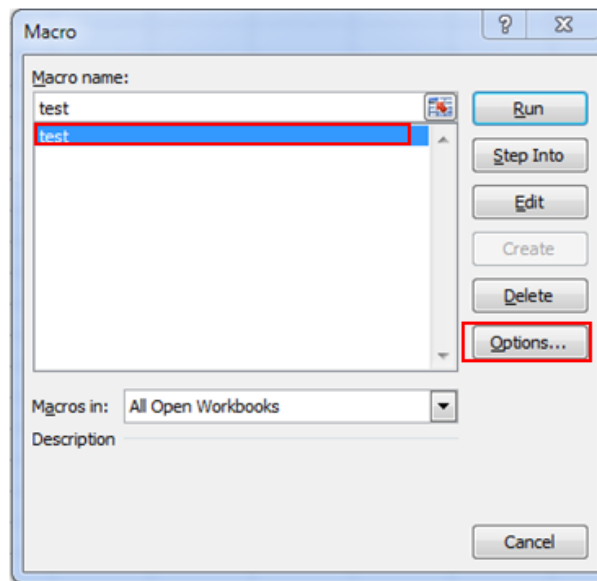 Macro
Macro name:
test
test
Run
Step Into
Edit
Create
Delete
Options...
Macros in:
All Open Workbooks
Description
Cancel